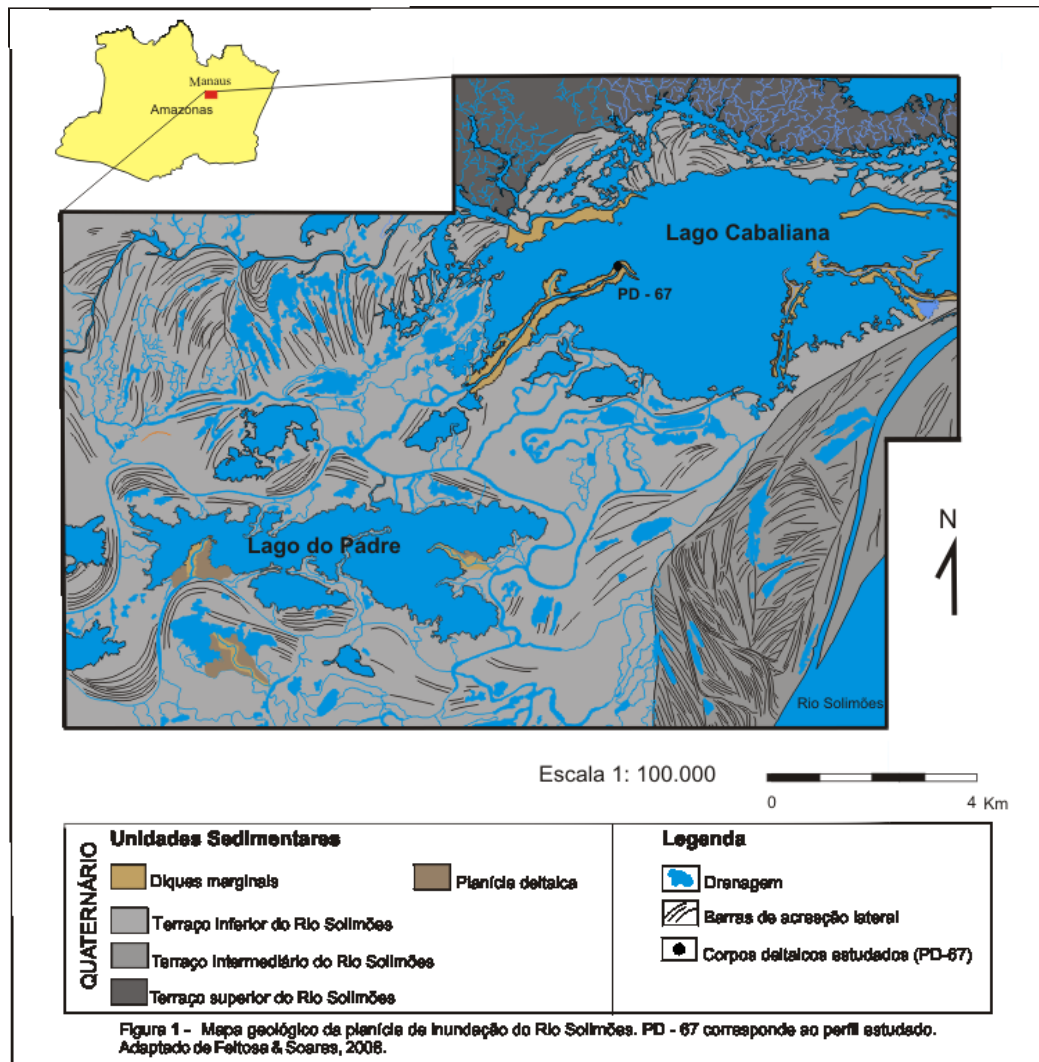 Manaus
Amazonas
Lago Cabaliana
PD - 67
Lago do Padre
N
Rio Solimões
Escala 1: 100.000
0 4 Km
QUATERNÁRIO
Unidades Sedimentares
Diques marginais
Planície deltaica
Terraço inferior do Rio Solimões
Terraço intermediário do Rio Solimões
Terraço superior do Rio Solimões
Legenda
Drenagem
Barras de acresção lateral
Corpos deltaicos estudados (PD-67)
Figura 1 - Mapa geológico da planície de inundação do Rio Solimões. PD - 67 corresponde ao perfil estudado.
Adaptado de Feitosa & Soares, 2006.